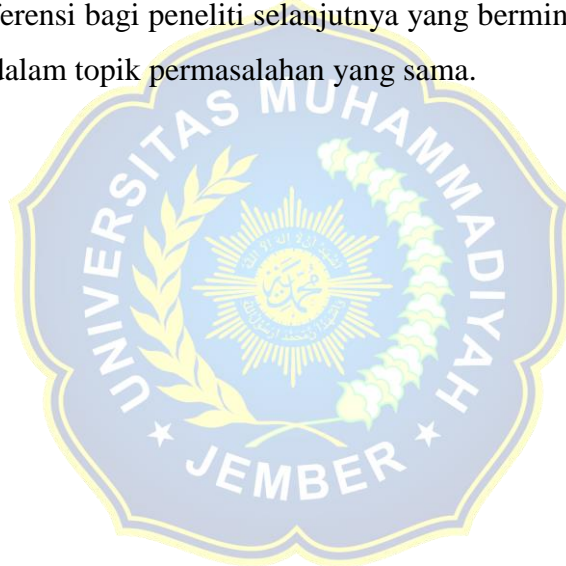 ferensi bagi peneliti selanjutnya yang bermin
dalam topik permasalahan yang sama.
UNIVERSITAS MUHAMMADIYAH
JEMBER